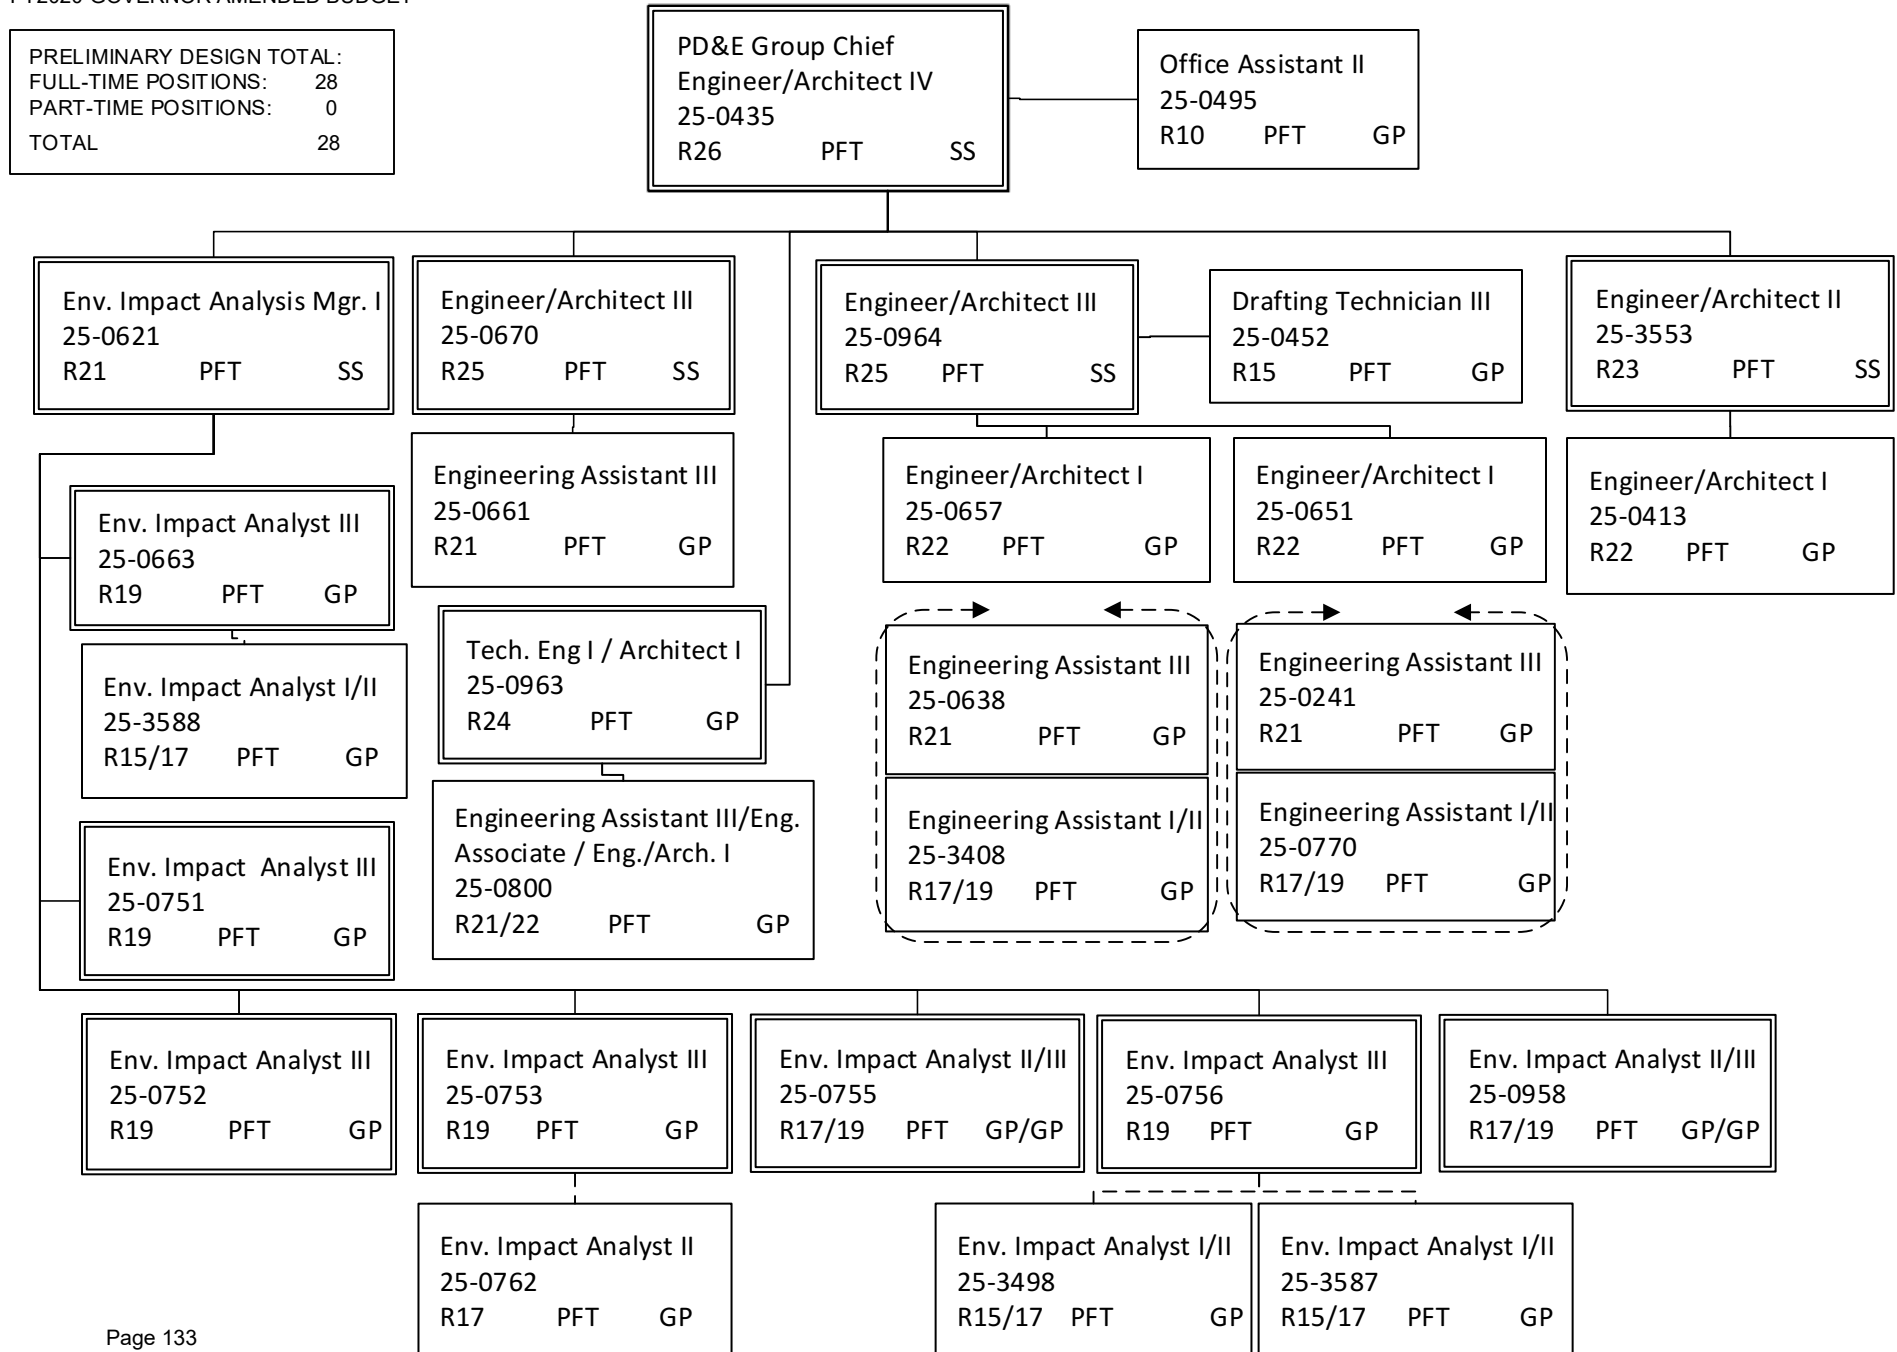 FY2020 GOVERNOR AMENDED BUDGET
PRELIMINARY DESIGN TOTAL:
FULL-TIME POSITIONS: 28
PART-TIME POSITIONS: 0
TOTAL 28
PD&E Group Chief
Engineer/Architect IV
25-0435
R26 PFT SS
Office Assistant II
25-0495
R10 PFT GP
Env. Impact Analysis Mgr. I
25-0621
R21 PFT SS
Engineer/Architect III
25-0670
R25 PFT SS
Engineer/Architect III
25-0964
R25 PFT SS
Drafting Technician III
25-0452
R15 PFT GP
Engineer/Architect II
25-3553
R23 PFT SS
Env. Impact Analyst III
25-0663
R19 PFT GP
Engineering Assistant III
25-0661
R21 PFT GP
Engineer/Architect I
25-0657
R22 PFT GP
Engineer/Architect I
25-0651
R22 PFT GP
Engineer/Architect I
25-0413
R22 PFT GP
Env. Impact Analyst I/II
25-3588
R15/17 PFT GP
Tech. Eng I / Architect I
25-0963
R24 PFT GP
Engineering Assistant III
25-0638
R21 PFT GP
Engineering Assistant III
25-0241
R21 PFT GP
Env. Impact Analyst III
25-0751
R19 PFT GP
Engineering Assistant III/Eng.
Associate / Eng./Arch. I
25-0800
R21/22 PFT GP
Engineering Assistant I/II
25-3408
R17/19 PFT GP
Engineering Assistant I/II
25-0770
R17/19 PFT GP
Env. Impact Analyst III
25-0752
R19 PFT GP
Env. Impact Analyst III
25-0753
R19 PFT GP
Env. Impact Analyst II/III
25-0755
R17/19 PFT GP/GP
Env. Impact Analyst III
25-0756
R19 PFT GP
Env. Impact Analyst II/III
25-0958
R17/19 PFT GP/GP
Env. Impact Analyst II
25-0762
R17 PFT GP
Env. Impact Analyst I/II
25-3498
R15/17 PFT GP
Env. Impact Analyst I/II
25-3587
R15/17 PFT GP
Page 133